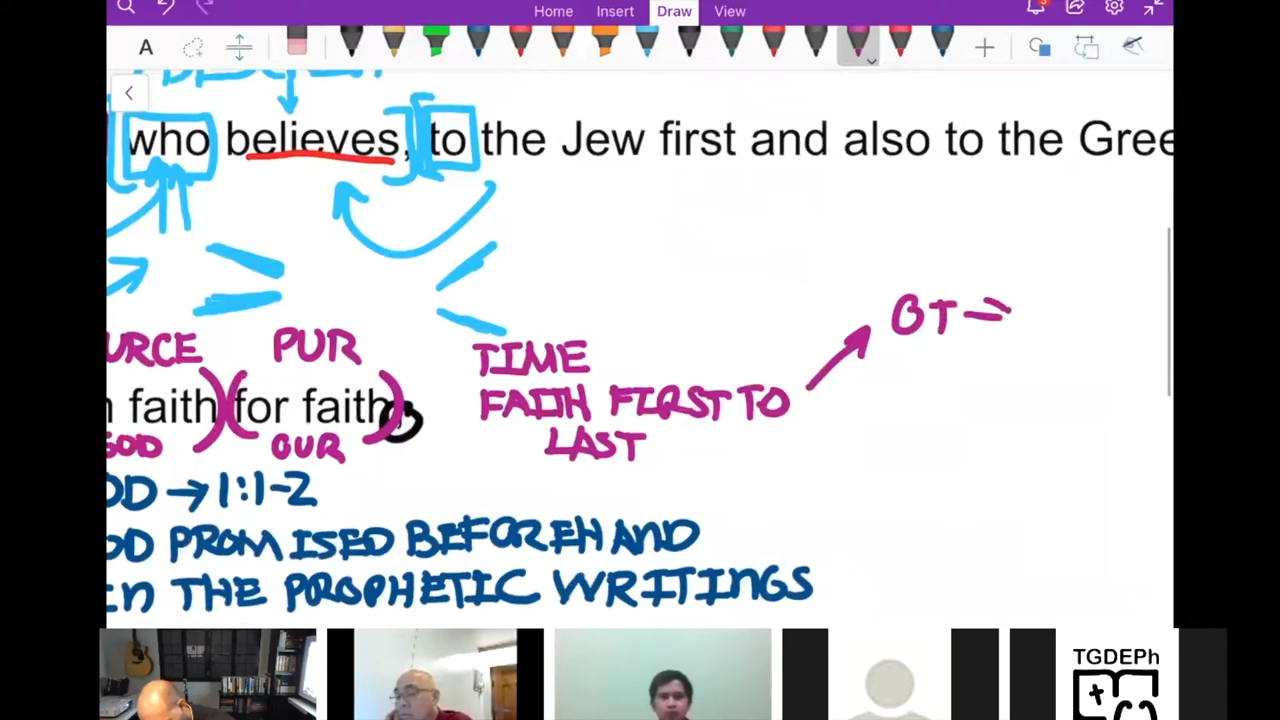 Home Insert Draw View
A
who believes, to the Jew first and also to the Gree
OT =>
URCE PUR TIME
faith for faith, FAITH FIRST TO
GOD OUR LAST
OD → 1:1-2
OD PROMISED BEFOREHAND
IN THE PROPHETIC WRITINGS
TGDEPh